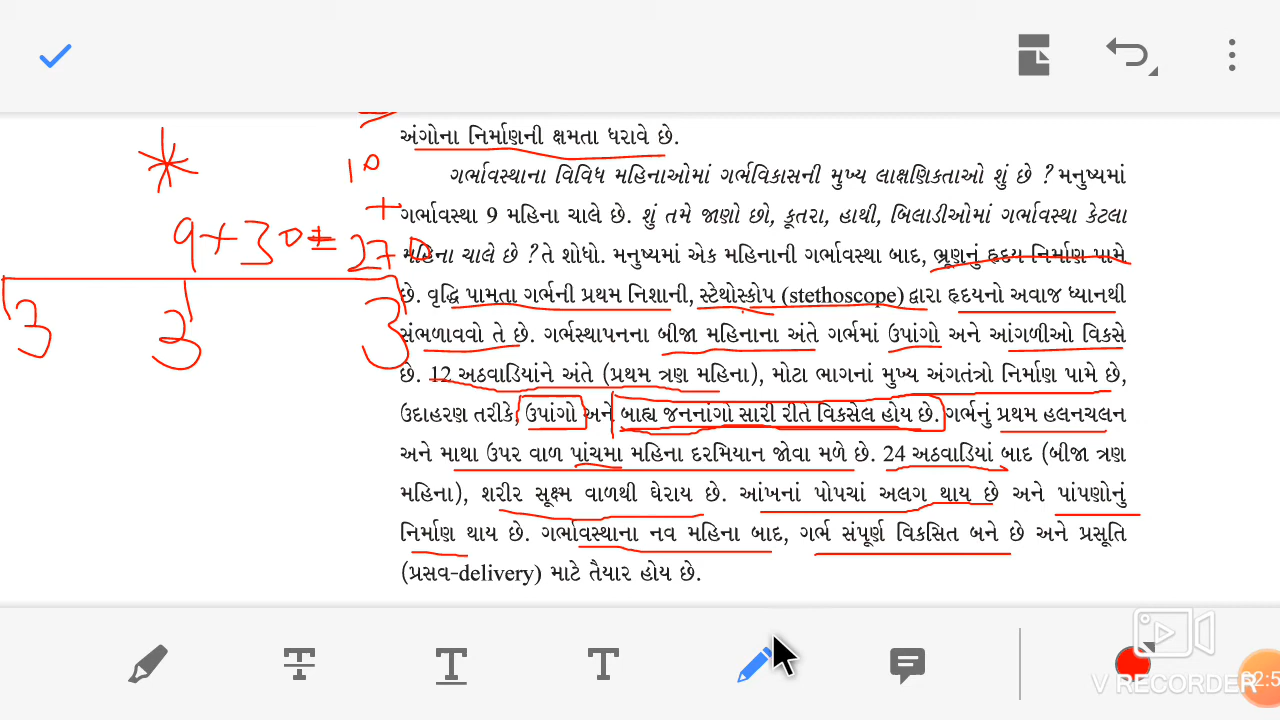 અંગોના નિર્માણની ક્ષમતા ધરાવે છે.
ગર્ભાવસ્થાના વિવિધ મહિનાઓમાં ગર્ભવિકાસની મુખ્ય લાક્ષણિકતાઓ શું છે ? મનુષ્યમાં
ગર્ભાવસ્થા 9 મહિના ચાલે છે. શું તમે જાણો છો, કૂતરા, હાથી, બિલાડીઓમાં ગર્ભાવસ્થા કેટલા
મહિના ચાલે છે ? તે શોધો. મનુષ્યમાં એક મહિનાની ગર્ભાવસ્થા બાદ, ભ્રૂણનું હૃદય નિર્માણ પામે
છે. વૃદ્ધિ પામતા ગર્ભની પ્રથમ નિશાની, સ્ટેથોસ્કોપ (stethoscope) દ્વારા હૃદયનો અવાજ ધ્યાનથી
સંભળાવવો તે છે. ગર્ભસ્થાપનના બીજા મહિનાના અંતે ગર્ભમાં ઉપાંગો અને આંગળીઓ વિકસે
છે. 12 અઠવાડિયાંને અંતે (પ્રથમ ત્રણ મહિના), મોટા ભાગનાં મુખ્ય અંગતંત્રો નિર્માણ પામે છે,
ઉદાહરણ તરીકે, ઉપાંગો અને બાહ્ય જનનાંગો સારી રીતે વિકસેલ હોય છે. ગર્ભનું પ્રથમ હલનચલન
અને માથા ઉપર વાળ પાંચમા મહિના દરમિયાન જોવા મળે છે. 24 અઠવાડિયાં બાદ (બીજા ત્રણ
મહિના), શરીર સૂક્ષ્મ વાળથી ઘેરાય છે. આંખનાં પોપચાં અલગ થાય છે અને પાંપણોનું
નિર્માણ થાય છે. ગર્ભાવસ્થાના નવ મહિના બાદ, ગર્ભ સંપૂર્ણ વિકસિત બને છે અને પ્રસૂતિ
(પ્રસવ-delivery) માટે તૈયાર હોય છે.
10
+
9+30=270
3 3 3
V RECORDER
02:5